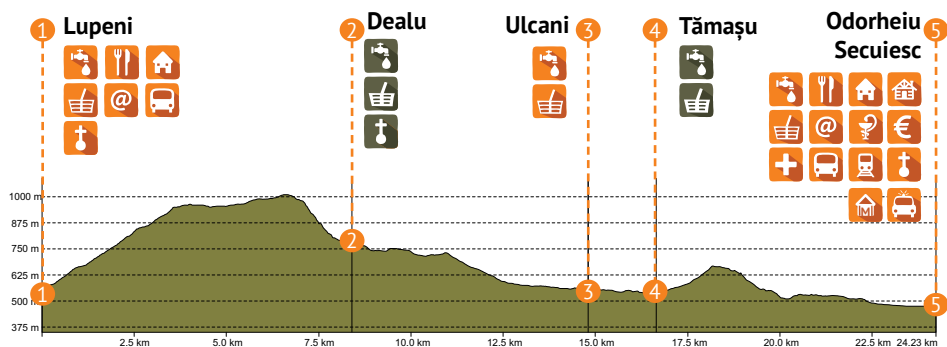 1 Lupeni
2 Dealu
Ulcani 3
4 Tămașu
Odorheiu 5
Secuiesc
@
@
€
M
1000 m
875 m
750 m
625 m
500 m
375 m
1
2
3
4
5
2.5 km
5.0 km
7.5 km
10.0 km
12.5 km
15.0 km
17.5 km
20.0 km
22.5 km
24.23 km